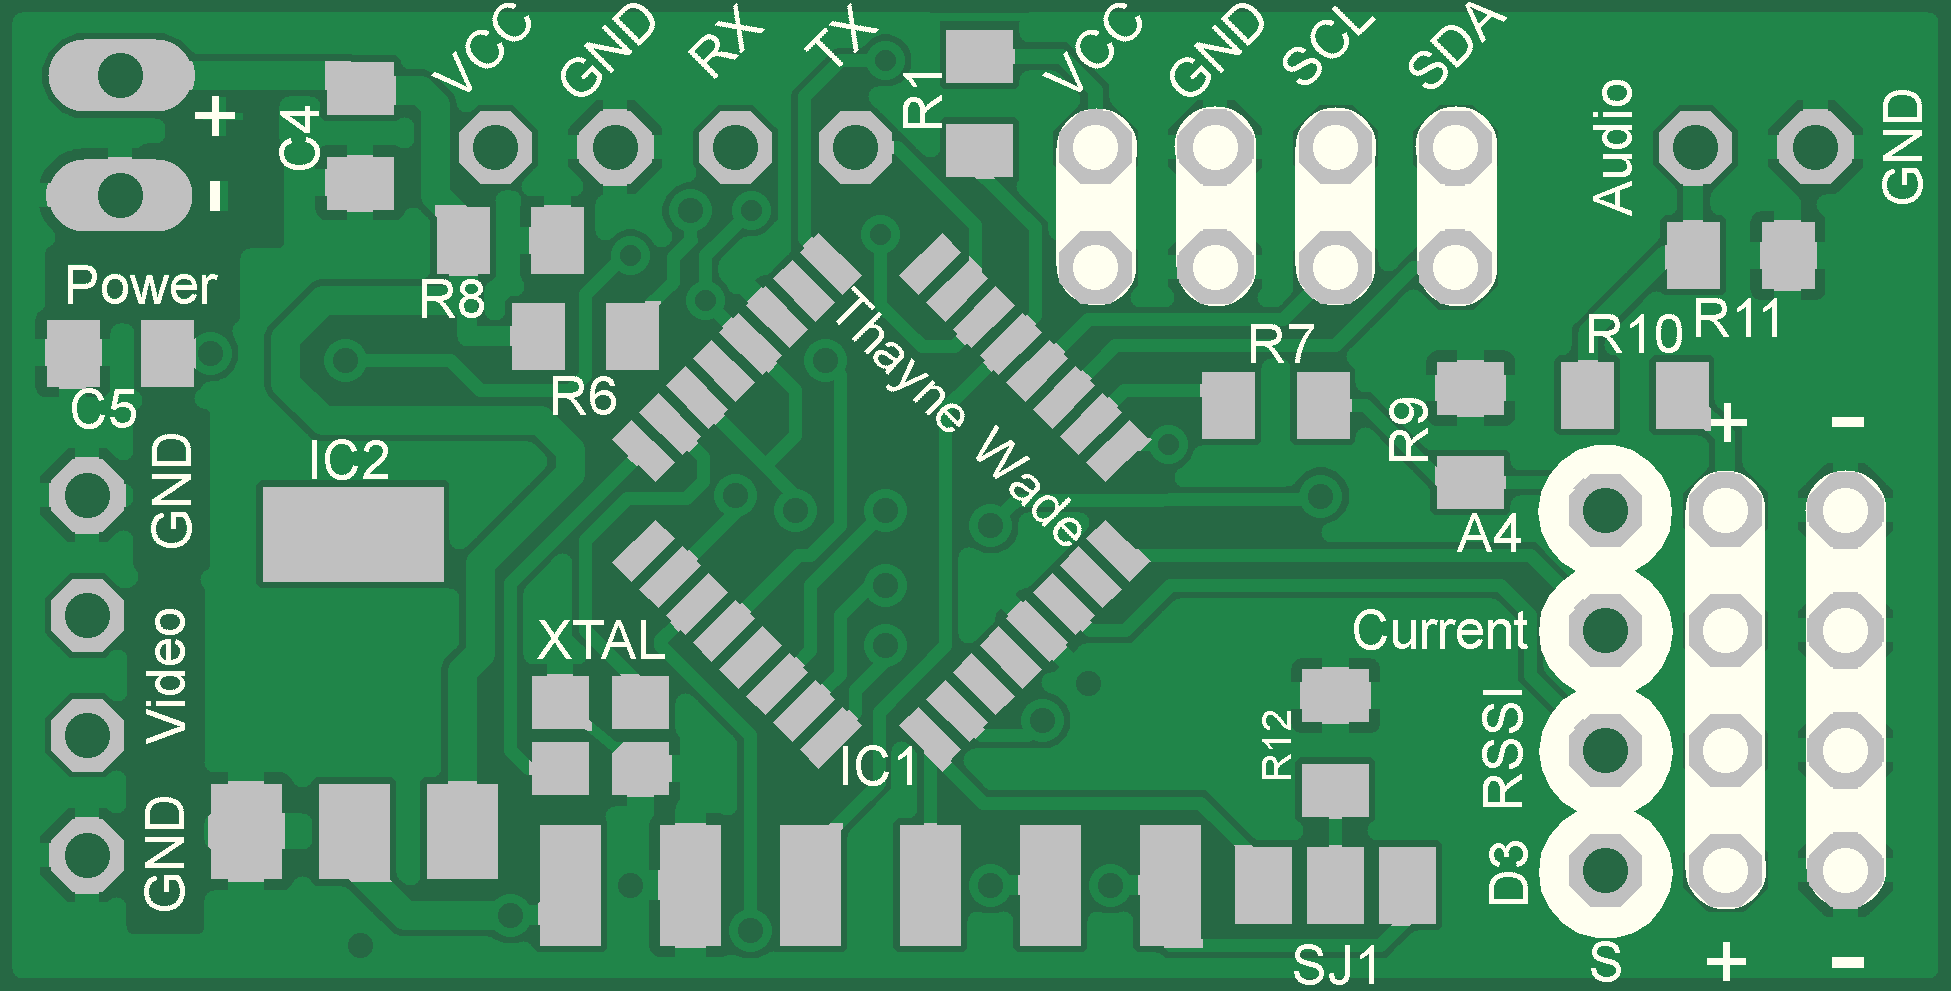 VCC
GND
RX
TX
R1
VCC
GND
SCL
SDA
Audio
GND
+
C4
-
Power
R8
R6
C5
Thayne Wade
R7
R10
R11
R9
+
-
GND
IC2
A4
Video
XTAL
Current
IC1
R12
RSSI
GND
D3
SJ1
S
+
-